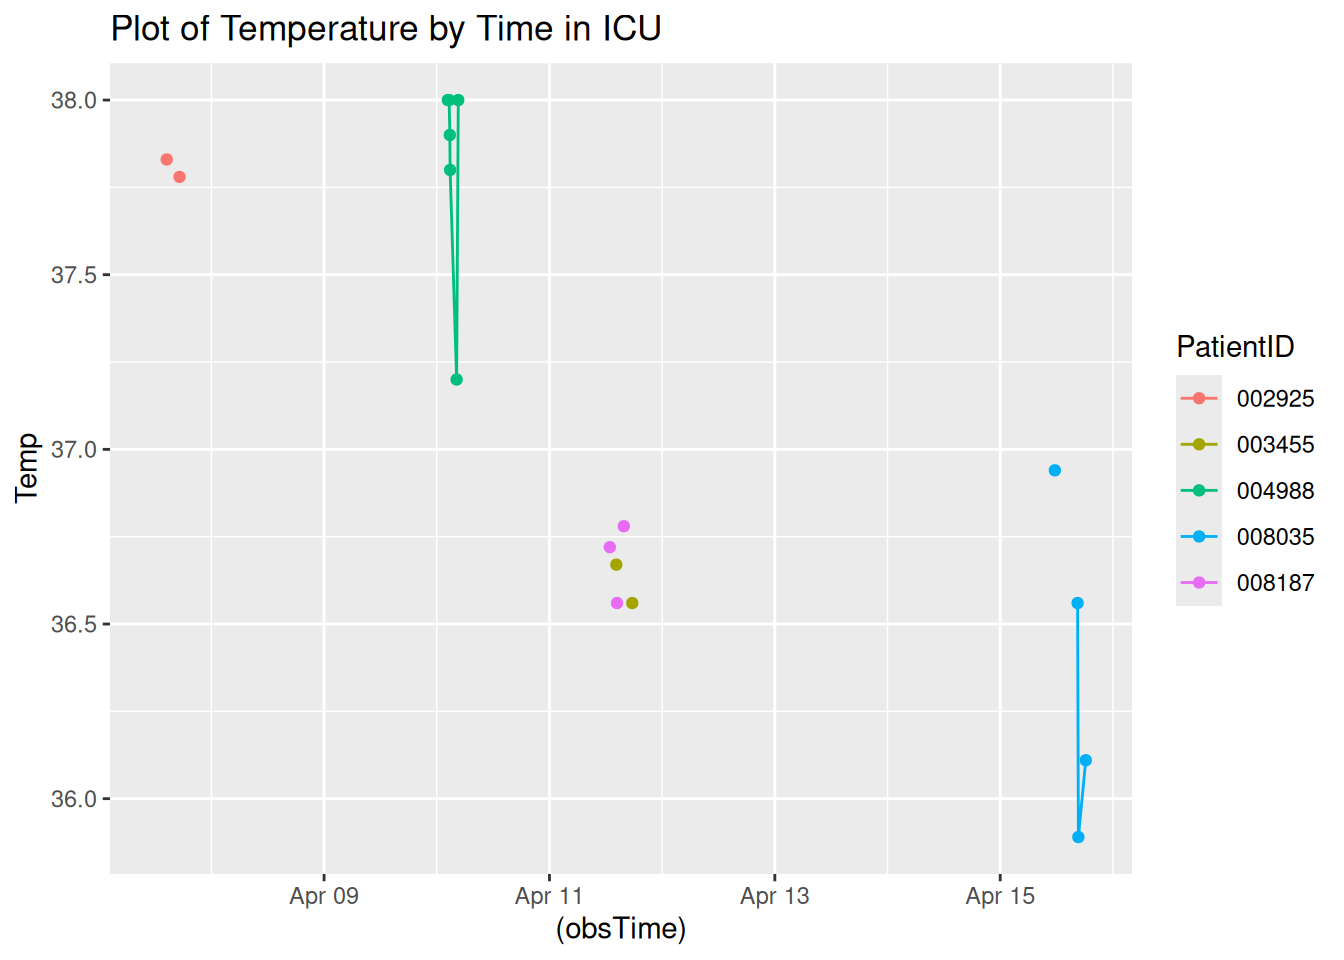 Plot of Temperature by Time in ICU
38.0
37.5
37.0
36.5
36.0
Temp
Apr 09
Apr 11
Apr 13
Apr 15
(obsTime)
PatientID
002925
003455
004988
008035
008187